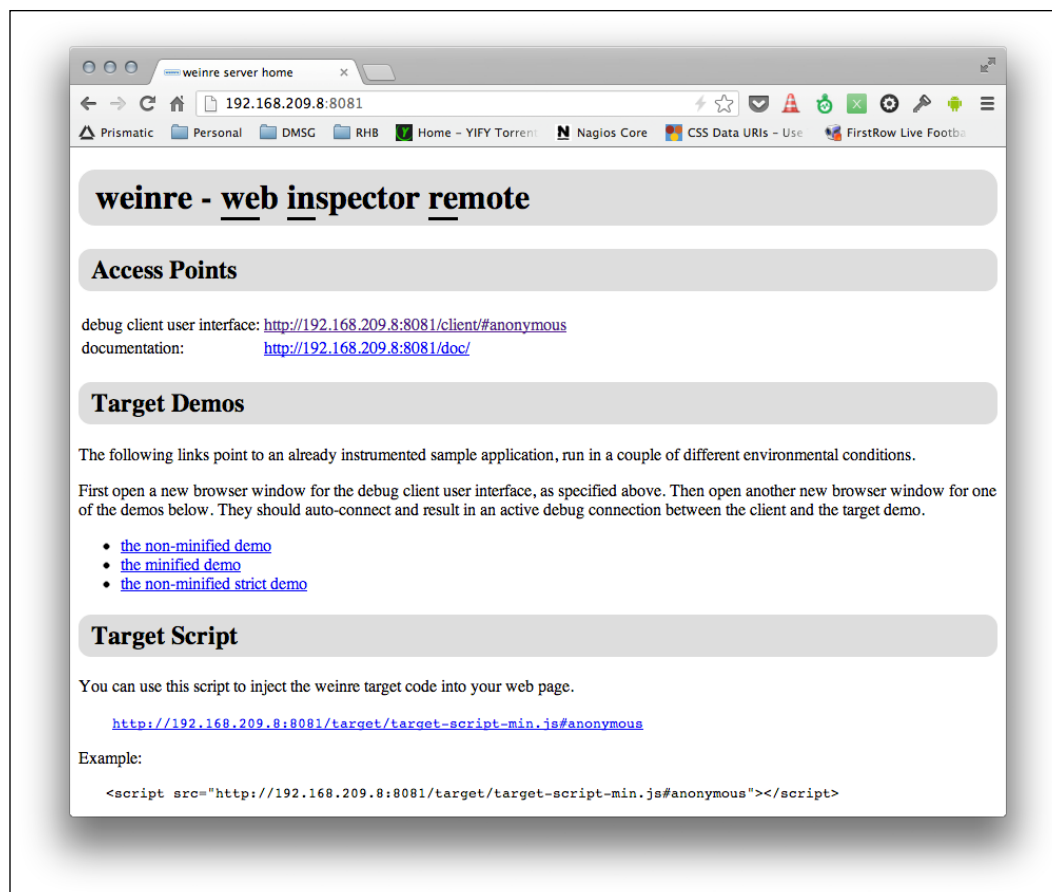 weinre server home
192.168.209.8:8081
Prismatic Personal DMSG RHB Home – YIFY Torrent Nagios Core CSS Data URIs – Use FirstRow Live Footba
weinre - web inspector remote
Access Points
debug client user interface: http://192.168.209.8:8081/client/#anonymous
documentation: http://192.168.209.8:8081/doc/
Target Demos
The following links point to an already instrumented sample application, run in a couple of different environmental conditions.
First open a new browser window for the debug client user interface, as specified above. Then open another new browser window for one
of the demos below. They should auto-connect and result in an active debug connection between the client and the target demo.
• the non-minified demo
• the minified demo
• the non-minified strict demo
Target Script
You can use this script to inject the weinre target code into your web page.
http://192.168.209.8:8081/target/target-script-min.js#anonymous
Example:
<script src="http://192.168.209.8:8081/target/target-script-min.js#anonymous"></script>